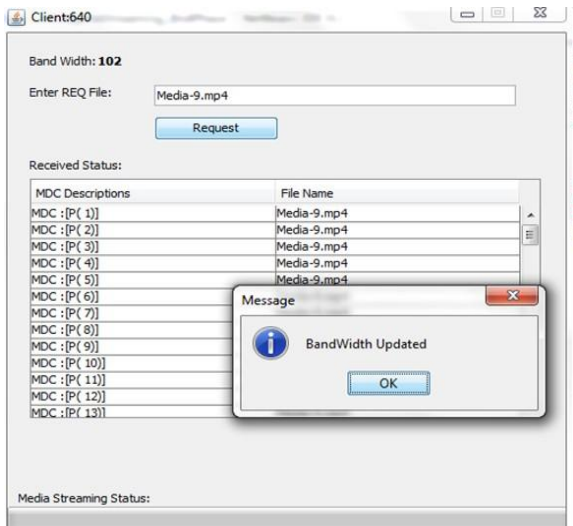 Client:640
Band Width: 102
Enter REQ File: Media-9.mp4
Request
Received Status:
MDC Descriptions File Name
MDC :[P( 1)] Media-9.mp4
MDC :[P( 2)] Media-9.mp4
MDC :[P( 3)] Media-9.mp4
MDC :[P( 4)] Media-9.mp4
MDC :[P( 5)] Media-9.mp4
MDC :[P( 6)]
MDC :[P( 7)]
MDC :[P( 8)]
MDC :[P( 9)]
MDC :[P( 10)]
MDC :[P( 11)]
MDC :[P( 12)]
MDC :[P( 13)]
Message
BandWidth Updated
OK
Media Streaming Status: